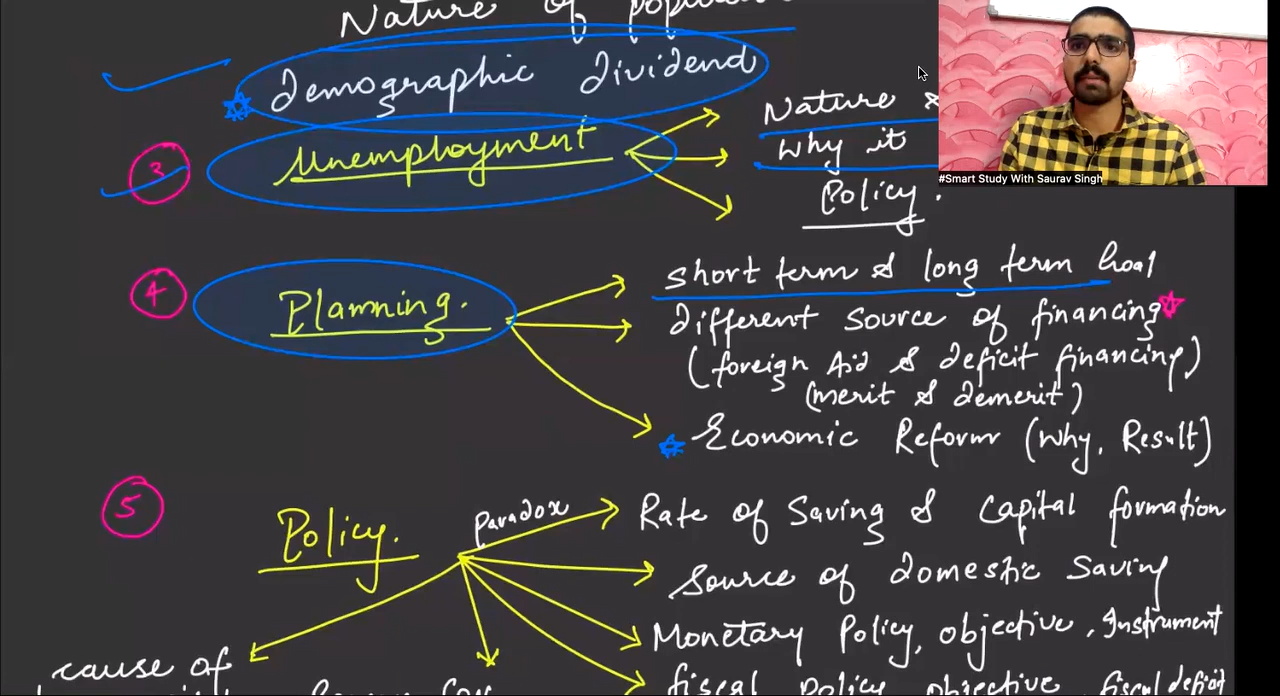 Nature of
Demographic Dividend
3
Unemployment
Nature &
Why it
Policy.
#Smart Study With Saurav Singh
4
Planning.
Short term & long term Goal
Different Source of financing
(foreign Aid & deficit financing)
(merit & demerit)
Economic Reform (Why, Result)
5
Policy.
Paradox
Rate of Saving & Capital formation
Source of domestic Saving
Monetary Policy, objective, Instrument
fiscal Policy objective fiscal deficit
cause of